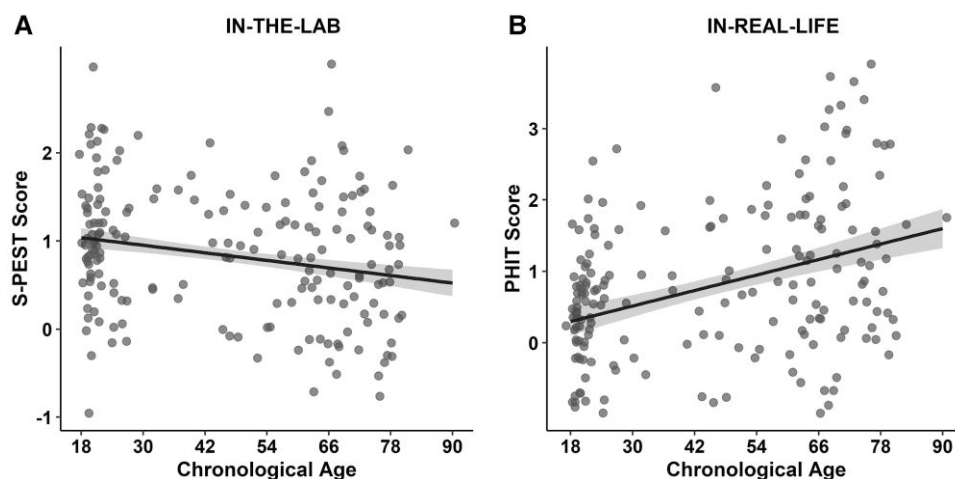 A
IN-THE-LAB
S-PEST Score
2
1
0
-1
18 30 42 54 66 78 90
Chronological Age
B
IN-REAL-LIFE
PHIT Score
3
2
1
0
18 30 42 54 66 78 90
Chronological Age